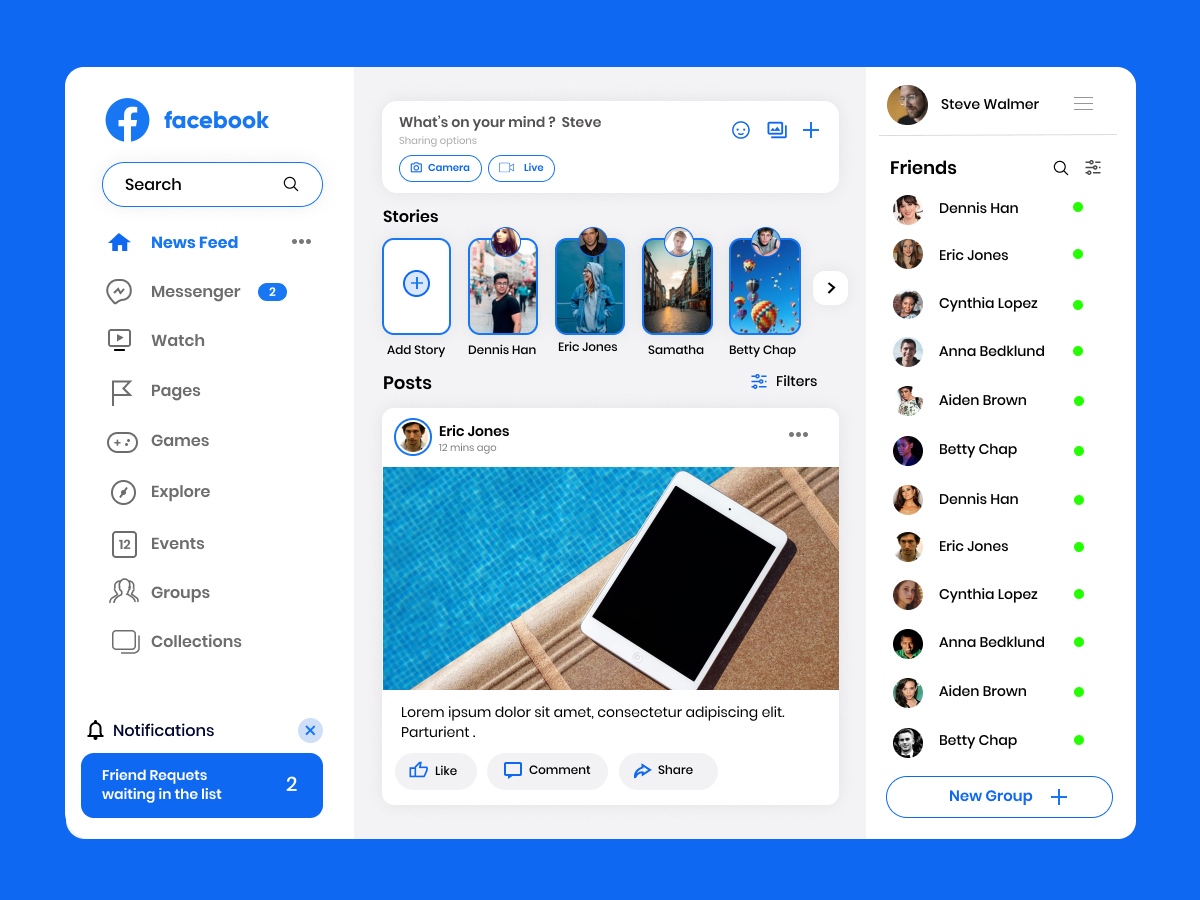 facebook
Search
News Feed
Messenger
2
Watch
Pages
Games
Explore
12
Events
Groups
Collections
Notifications
Friend Requets
waiting in the list
2
What's on your mind ? Steve
Sharing options
Camera
Live
Stories
Add Story
Dennis Han
Eric Jones
Samatha
Betty Chap
Posts
Filters
Eric Jones
12 mins ago
Lorem ipsum dolor sit amet, consectetur adipiscing elit.
Parturient .
Like
Comment
Share
Steve Walmer
Friends
Dennis Han
Eric Jones
Cynthia Lopez
Anna Bedklund
Aiden Brown
Betty Chap
Dennis Han
Eric Jones
Cynthia Lopez
Anna Bedklund
Aiden Brown
Betty Chap
New Group